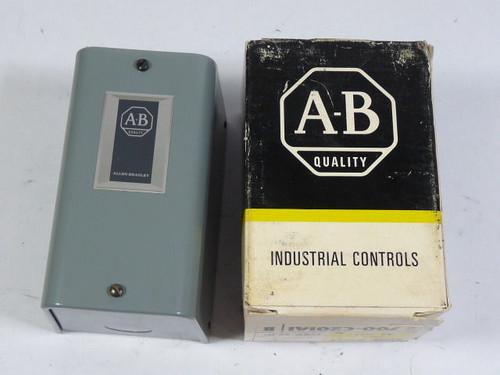 A-B
QUALITY
ALLEN-BRADLEY
A-B
QUALITY
INDUSTRIAL CONTROLS